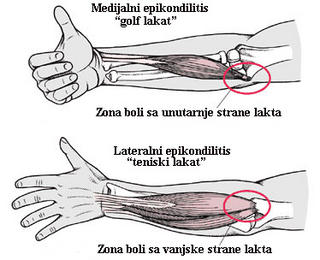 Medijalni epikondilitis
“golf lakat”
Zona boli sa unutarnje strane lakta
Lateralni epikondilitis
“teniski lakat”
Zona boli sa vanjske strane lakta